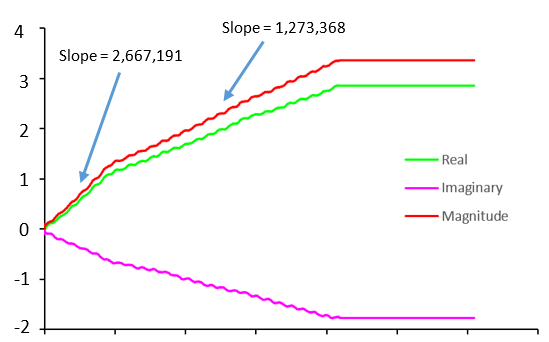 Slope = 1,273,368
Slope = 2,667,191
4
3
2
1
0
-1
-2
Real
Imaginary
Magnitude